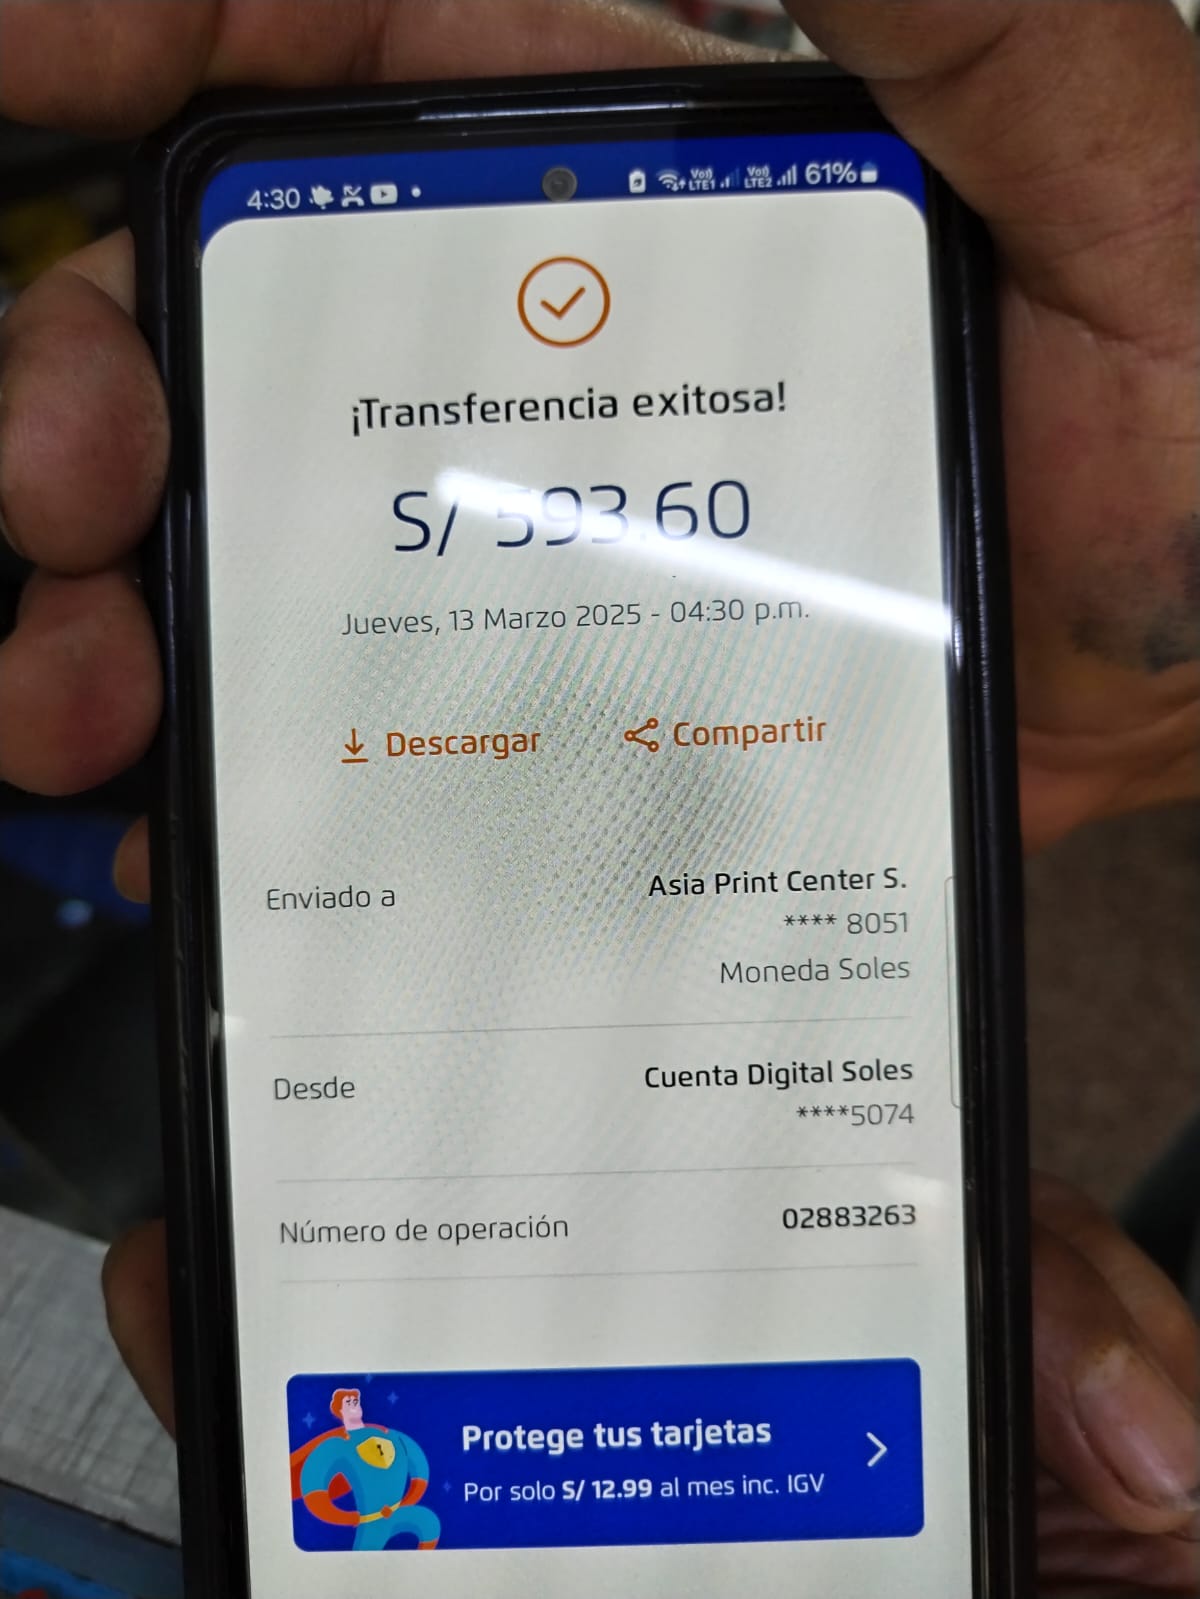 4:30 61%
¡Transferencia exitosa!
S/ 593.60
Jueves, 13 Marzo 2025 - 04:30 p.m.
Descargar Compartir
Enviado a Asia Print Center S.
**** 8051
Moneda Soles
Desde Cuenta Digital Soles
****5074
Número de operación 02883263
Protege tus tarjetas
Por solo S/ 12.99 al mes inc. IGV